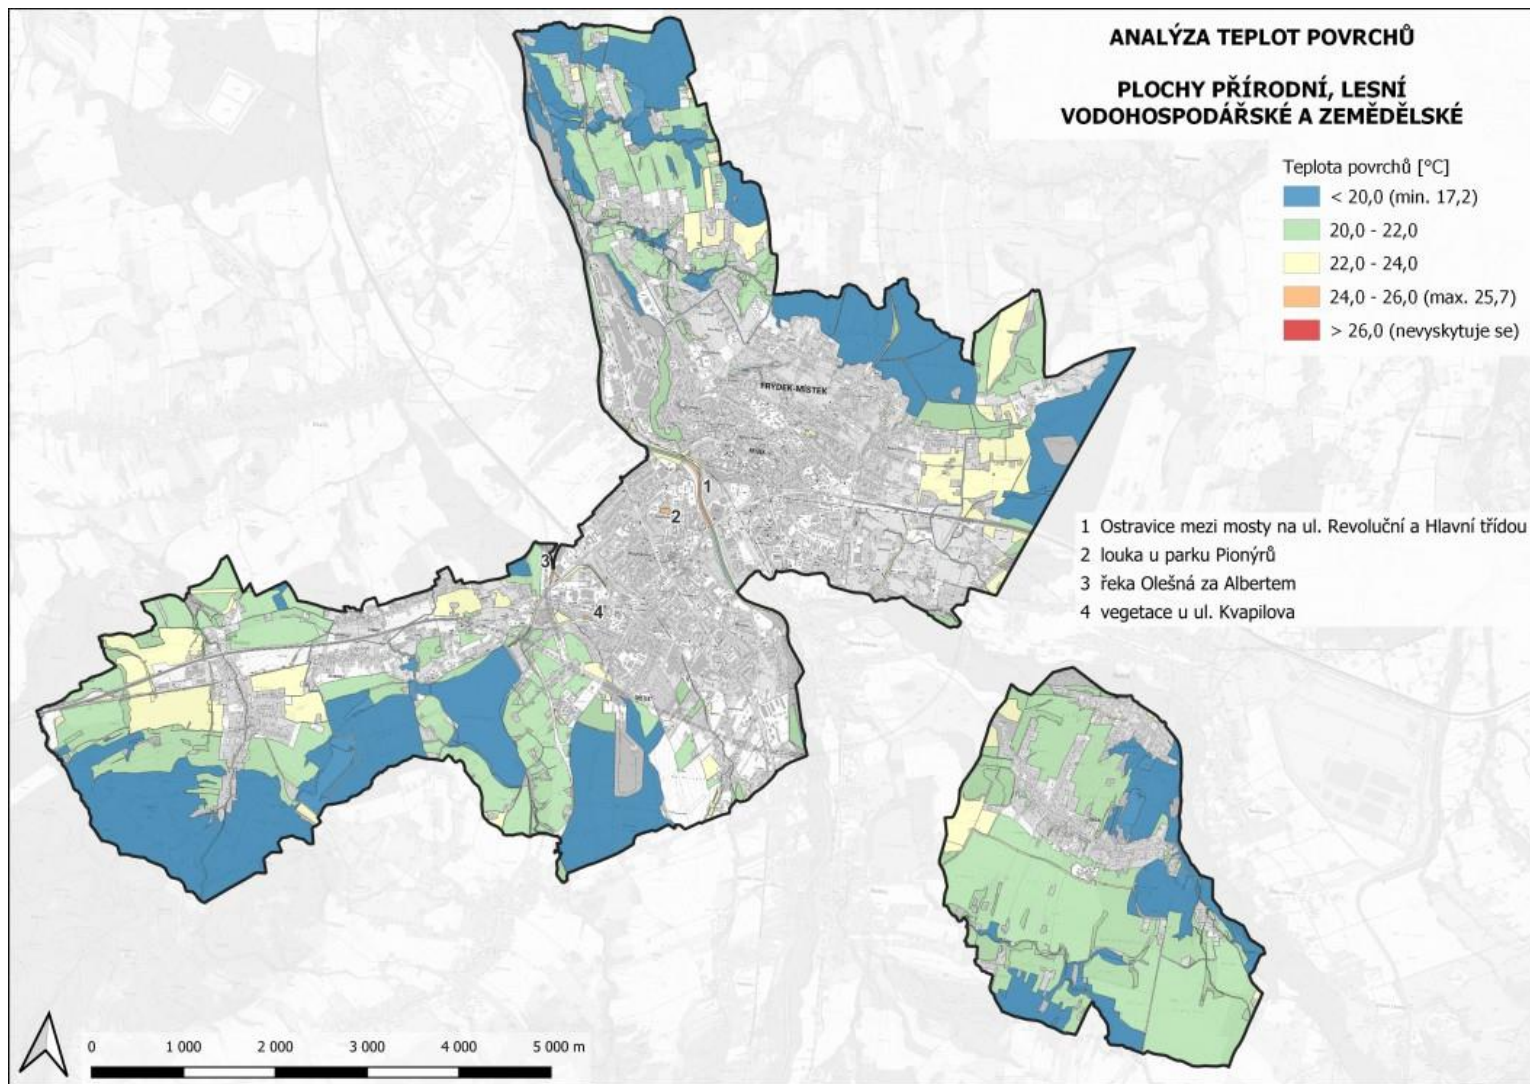 ANALÝZA TEPLOT POVRCHŮ
PLOCHY PŘÍRODNÍ, LESNÍ
VODOHOSPODÁŘSKÉ A ZEMĚDĚLSKÉ
Teplota povrchů [°C]
< 20,0 (min. 17,2)
20,0 - 22,0
22,0 - 24,0
24,0 - 26,0 (max. 25,7)
> 26,0 (nevyskytuje se)
FRÝDEK-MÍSTEK
1
2
3
4
1 Ostravice mezi mosty na ul. Revoluční a Hlavní třídou
2 louka u parku Pionýrů
3 řeka Olešná za Albertem
4 vegetace u ul. Kvapilova
0 1 000 2 000 3 000 4 000 5 000 m